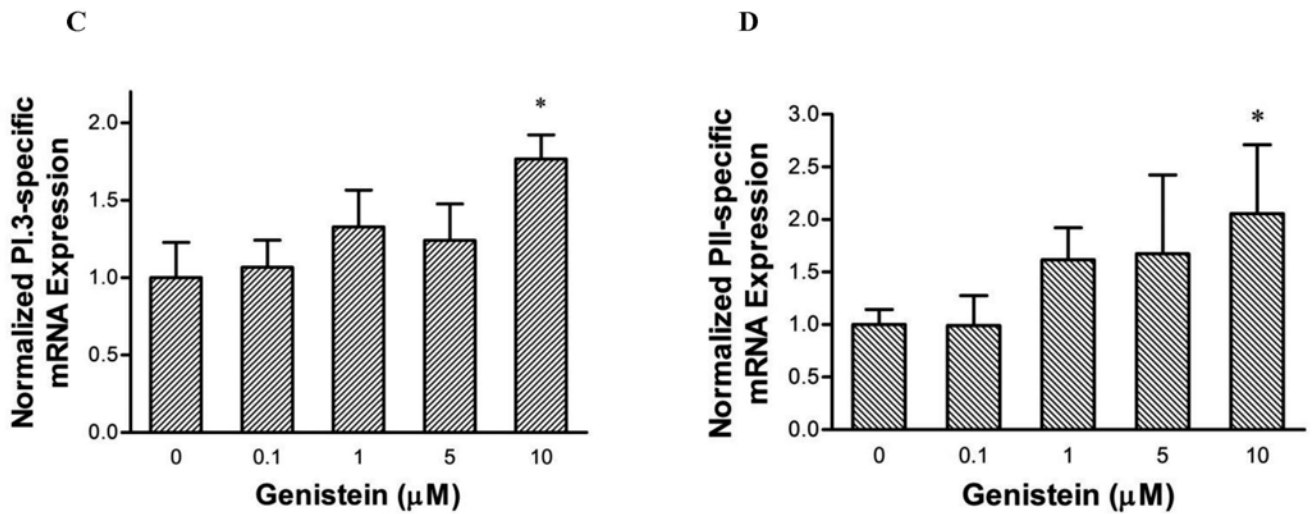 C
Normalized PI.3-specific
mRNA Expression
2.0
1.5
1.0
0.5
0.0
*
0 0.1 1 5 10
Genistein (μM)
D
Normalized PII-specific
mRNA Expression
3.0
2.5
2.0
1.5
1.0
0.5
0.0
*
0 0.1 1 5 10
Genistein (μM)